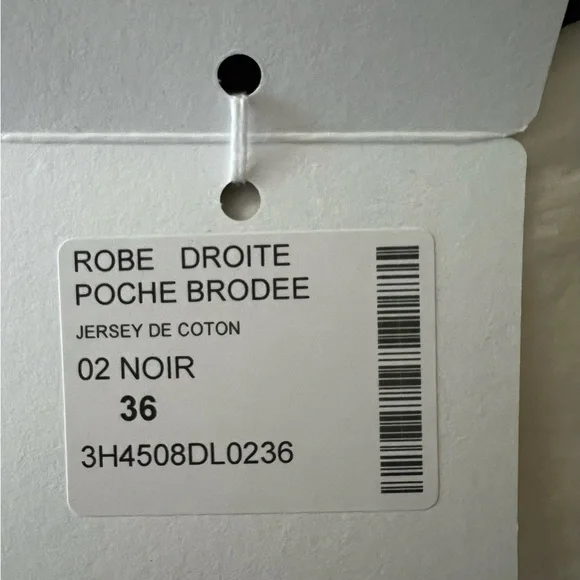 ROBE DROITE
POCHE BRODEE
JERSEY DE COTON
02 NOIR
36
3H4508DL0236